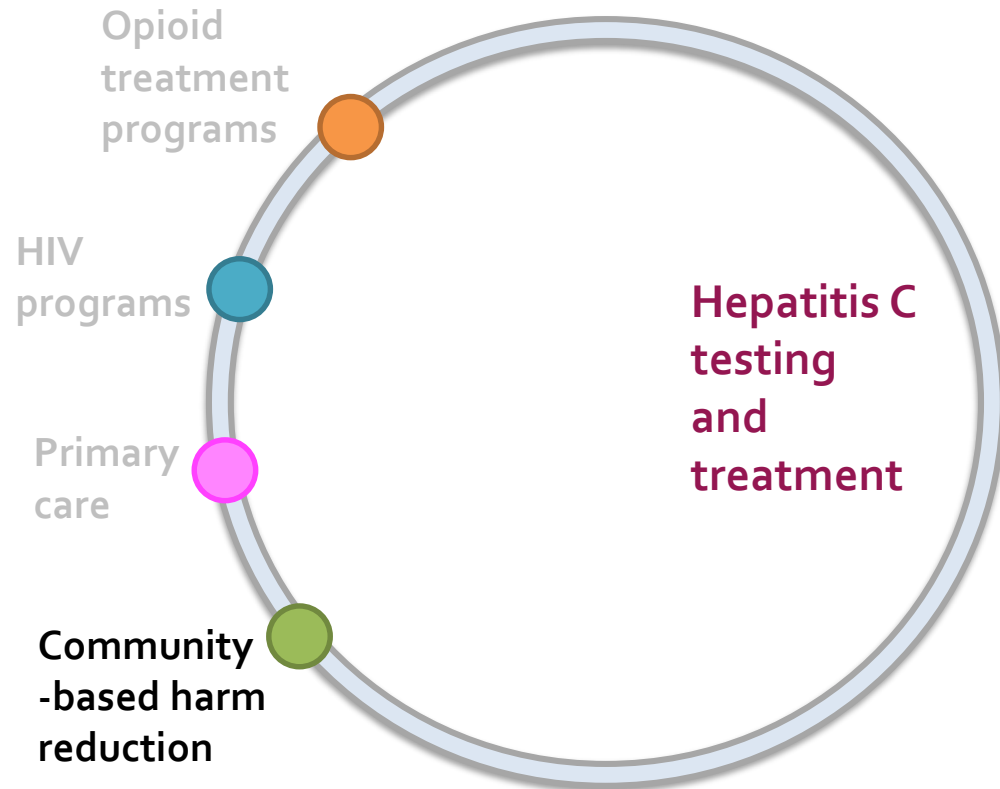 Opioid
treatment
programs
HIV
programs
Primary
care
Community
-based harm
reduction
Hepatitis C
testing
and
treatment